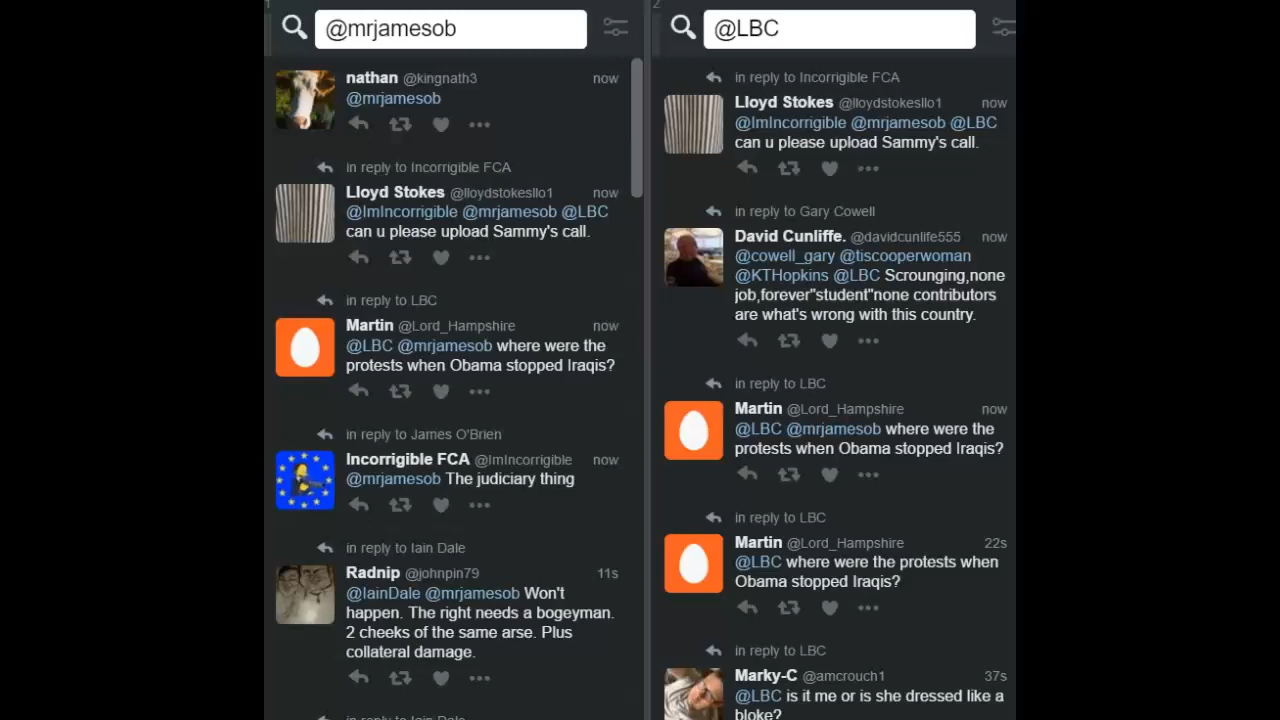 1
@mrjamesob
nathan @kingnath3 now
@mrjamesob
in reply to Incorrigible FCA
Lloyd Stokes @lloydstokesllo1 now
@ImIncorrigible @mrjamesob @LBC
can u please upload Sammy's call.
in reply to LBC
Martin @Lord_Hampshire now
@LBC @mrjamesob where were the
protests when Obama stopped Iraqis?
in reply to James O'Brien
Incorrigible FCA @ImIncorrigible now
@mrjamesob The judiciary thing
in reply to Iain Dale
Radnip @johnpin79 11s
@IainDale @mrjamesob Won't
happen. The right needs a bogeyman.
2 cheeks of the same arse. Plus
collateral damage.
in reply to Iain Dale
2
@LBC
in reply to Incorrigible FCA
Lloyd Stokes @lloydstokesllo1 now
@ImIncorrigible @mrjamesob @LBC
can u please upload Sammy's call.
in reply to Gary Cowell
David Cunliffe. @davidcunlife555 now
@cowell_gary @tiscooperwoman
@KTHopkins @LBC Scrounging,none
job,forever"student"none contributors
are what's wrong with this country.
in reply to LBC
Martin @Lord_Hampshire now
@LBC @mrjamesob where were the
protests when Obama stopped Iraqis?
in reply to LBC
Martin @Lord_Hampshire 22s
@LBC where were the protests when
Obama stopped Iraqis?
in reply to LBC
Marky-C @amcrouch1 37s
@LBC is it me or is she dressed like a
bloke?